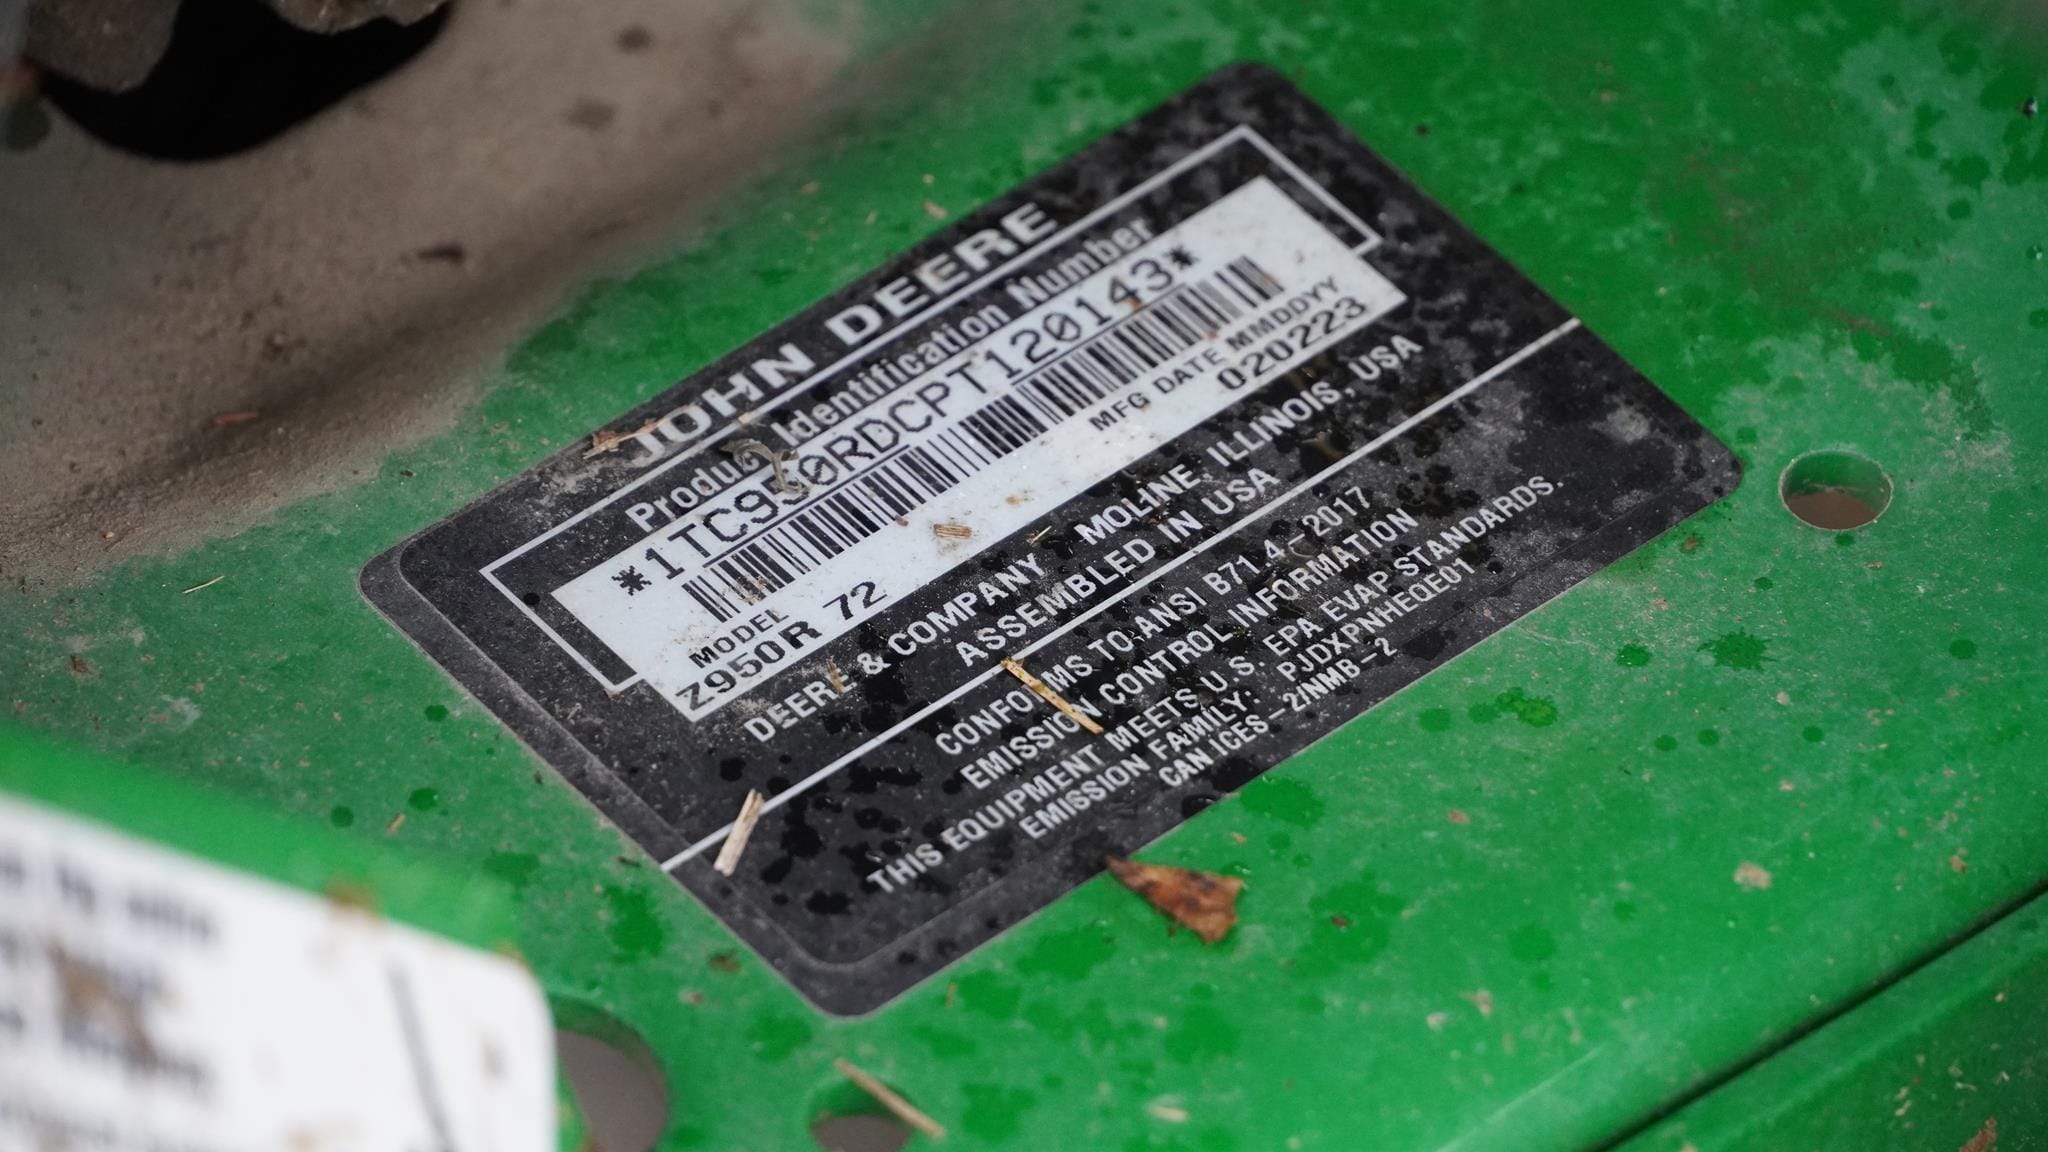 JOHN DEERE
Product Identification Number
*1TC950RDCPT120143*
MFG DATE MMDDYY
020223
MODEL
Z950R 72
DEERE & COMPANY MOLINE, ILLINOIS, USA
ASSEMBLED IN USA
CONFORMS TO ANSI B71.4-2017
EMISSION CONTROL INFORMATION
THIS EQUIPMENT MEETS U.S. EPA EVAP STANDARDS.
EMISSION FAMILY: PJDXPNHEQE01
CAN ICES-2/NMB-2